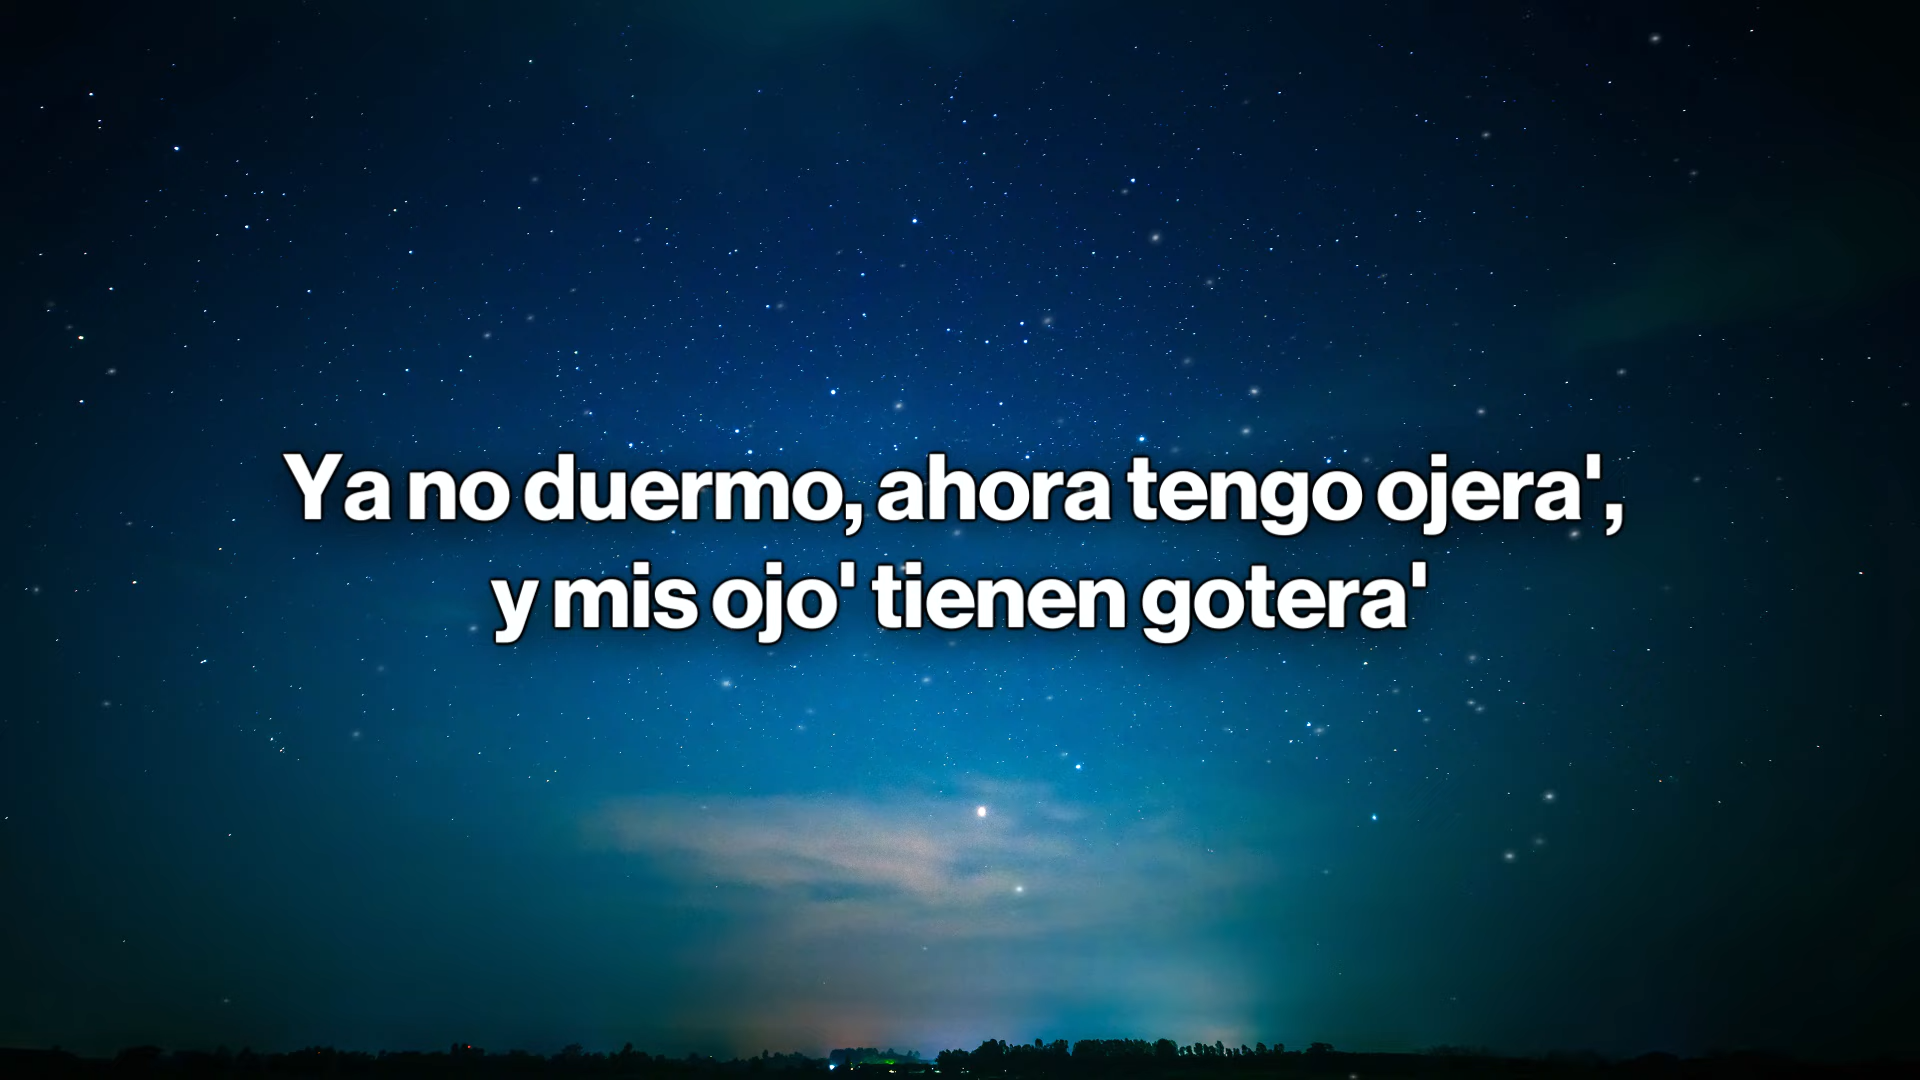 Ya no duermo, ahora tengo ojera',
y mis ojo' tienen gotera'